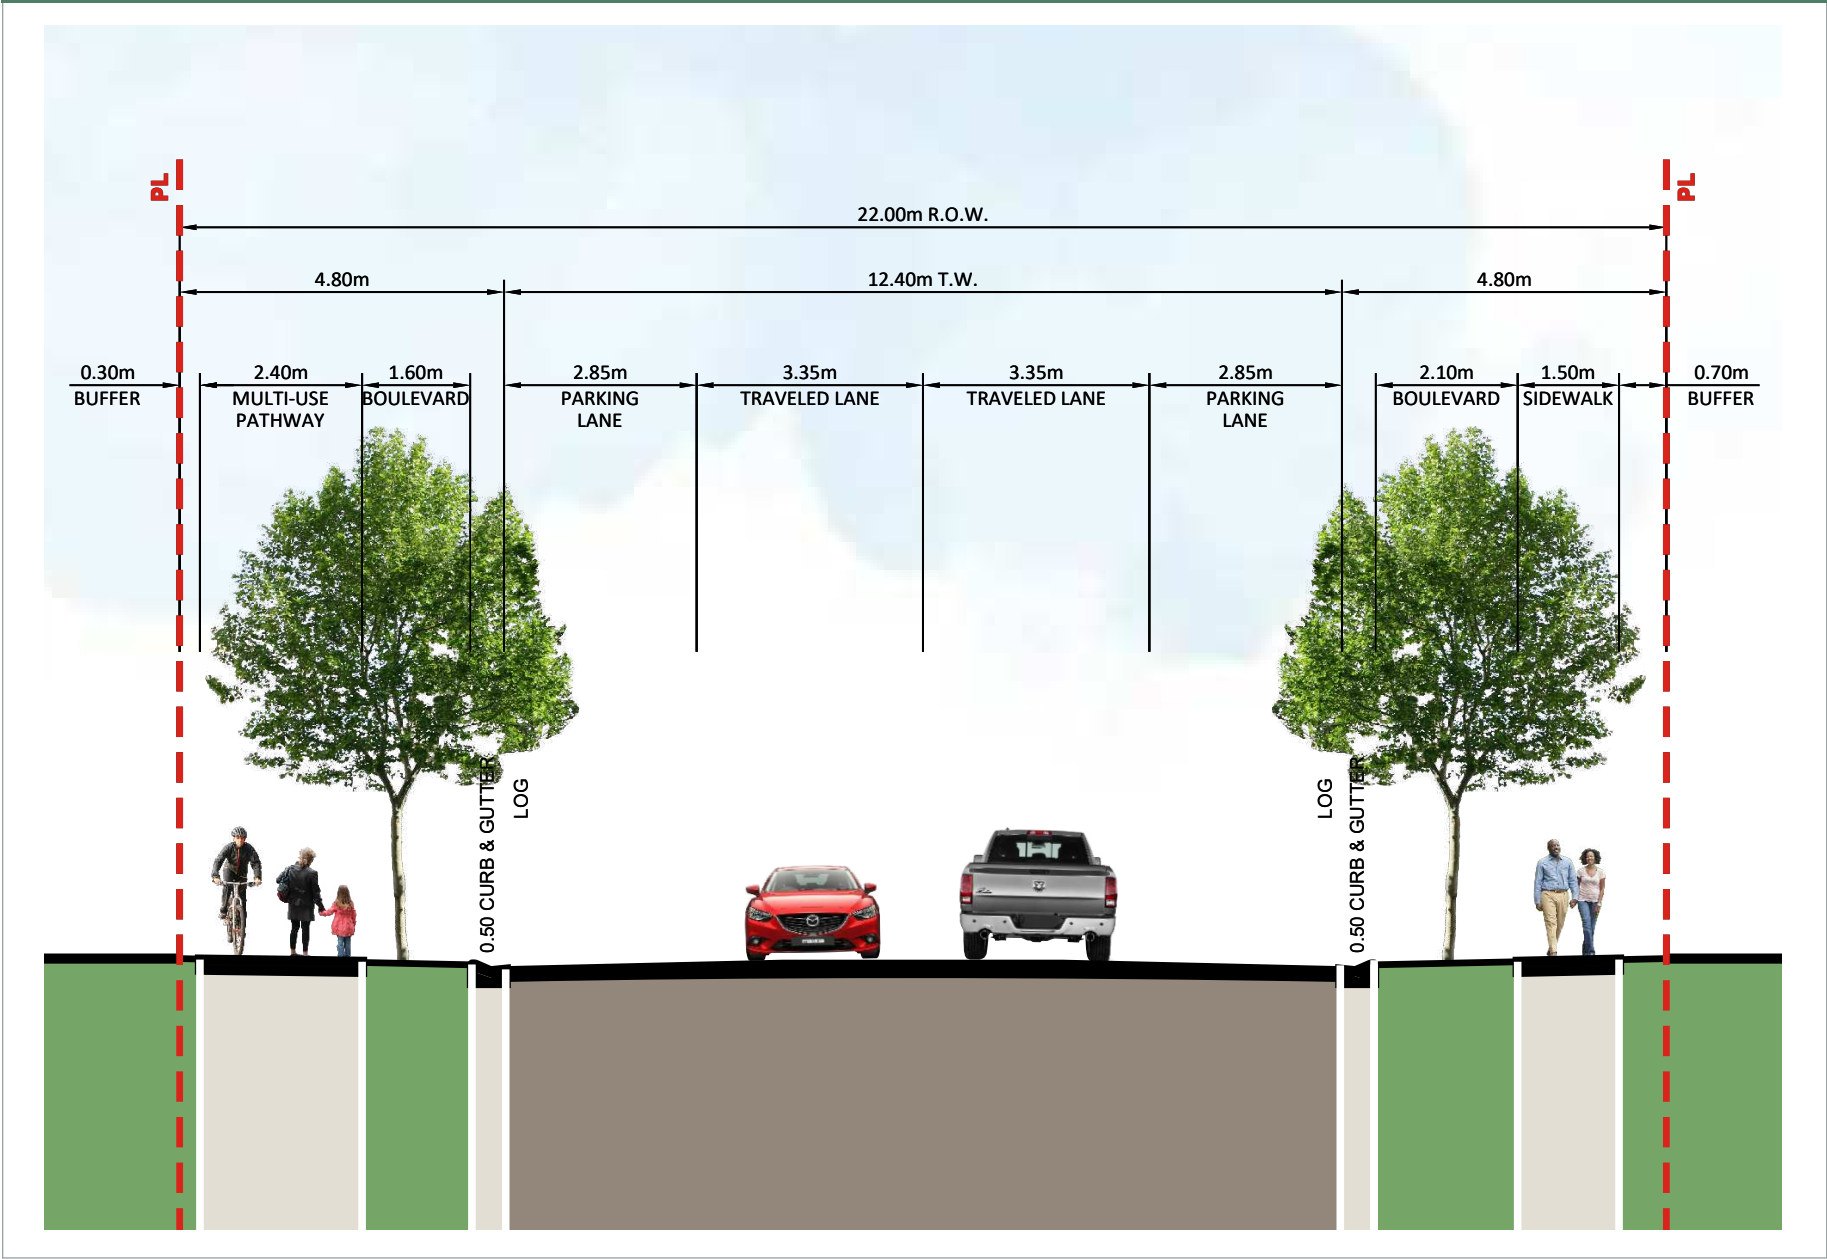 PL
PL
22.00m R.O.W.
4.80m
12.40m T.W.
4.80m
0.30m
BUFFER
2.40m
MULTI-USE
PATHWAY
1.60m
BOULEVARD
2.85m
PARKING
LANE
3.35m
TRAVELED LANE
3.35m
TRAVELED LANE
2.85m
PARKING
LANE
2.10m
BOULEVARD
1.50m
SIDEWALK
0.70m
BUFFER
0.50 CURB & GUTTER
LOG
LOG
0.50 CURB & GUTTER